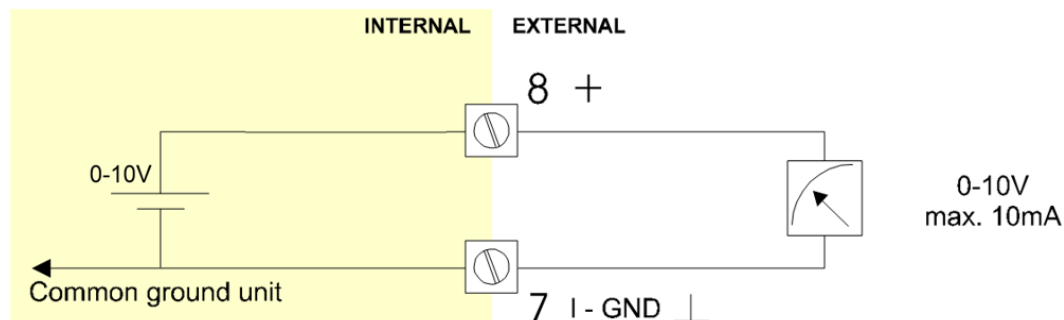 INTERNAL EXTERNAL
8 +
0-10V
0-10V
max. 10mA
Common ground unit
7 I - GND ⊥